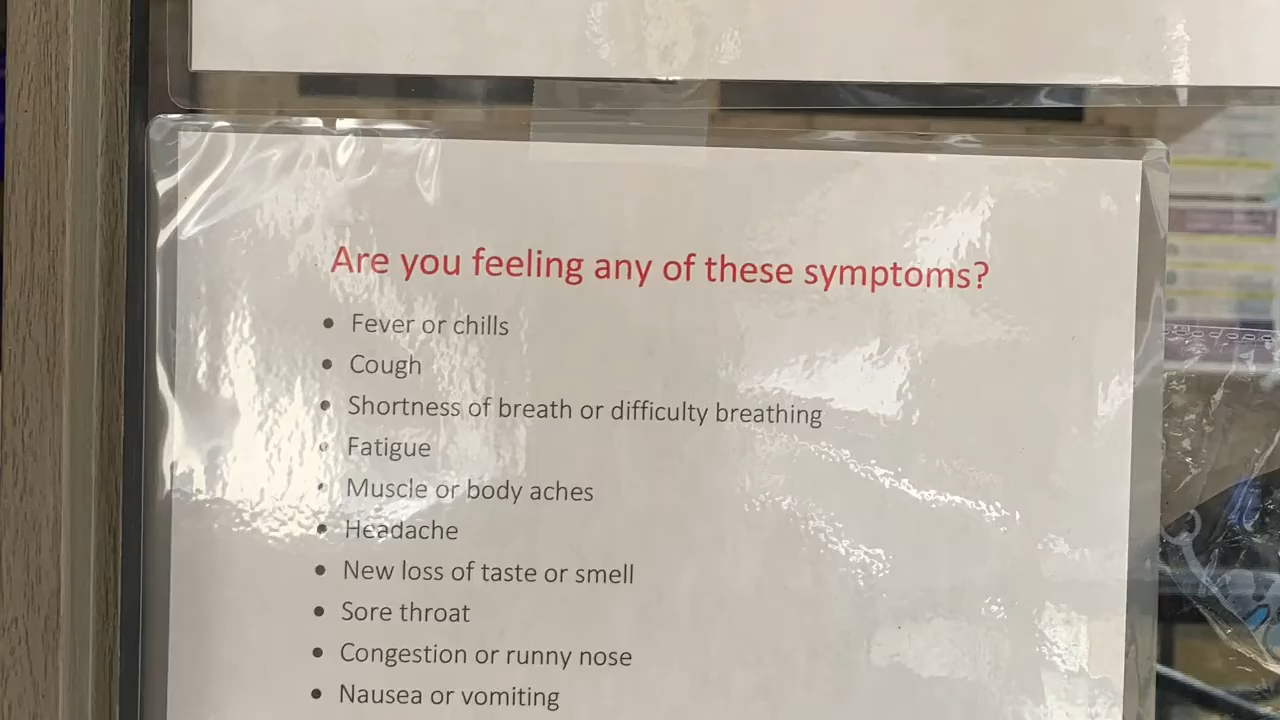 Are you feeling any of these symptoms?
• Fever or chills
• Cough
• Shortness of breath or difficulty breathing
• Fatigue
• Muscle or body aches
• Headache
• New loss of taste or smell
• Sore throat
• Congestion or runny nose
• Nausea or vomiting